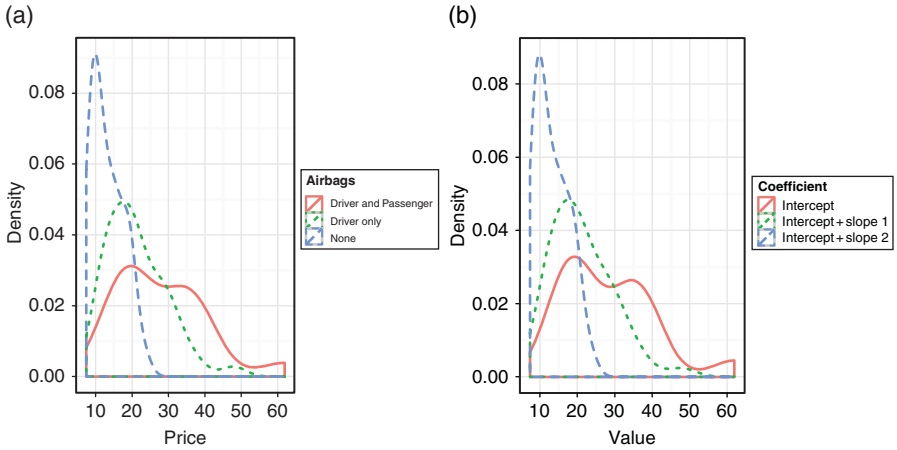 (a)
0.08
0.06
0.04
0.02
0.00
Density
10 20 30 40 50 60
Price
Airbags
Driver and Passenger
Driver only
None
(b)
0.08
0.06
0.04
0.02
0.00
Density
10 20 30 40 50 60
Value
Coefficient
Intercept
Intercept + slope 1
Intercept + slope 2